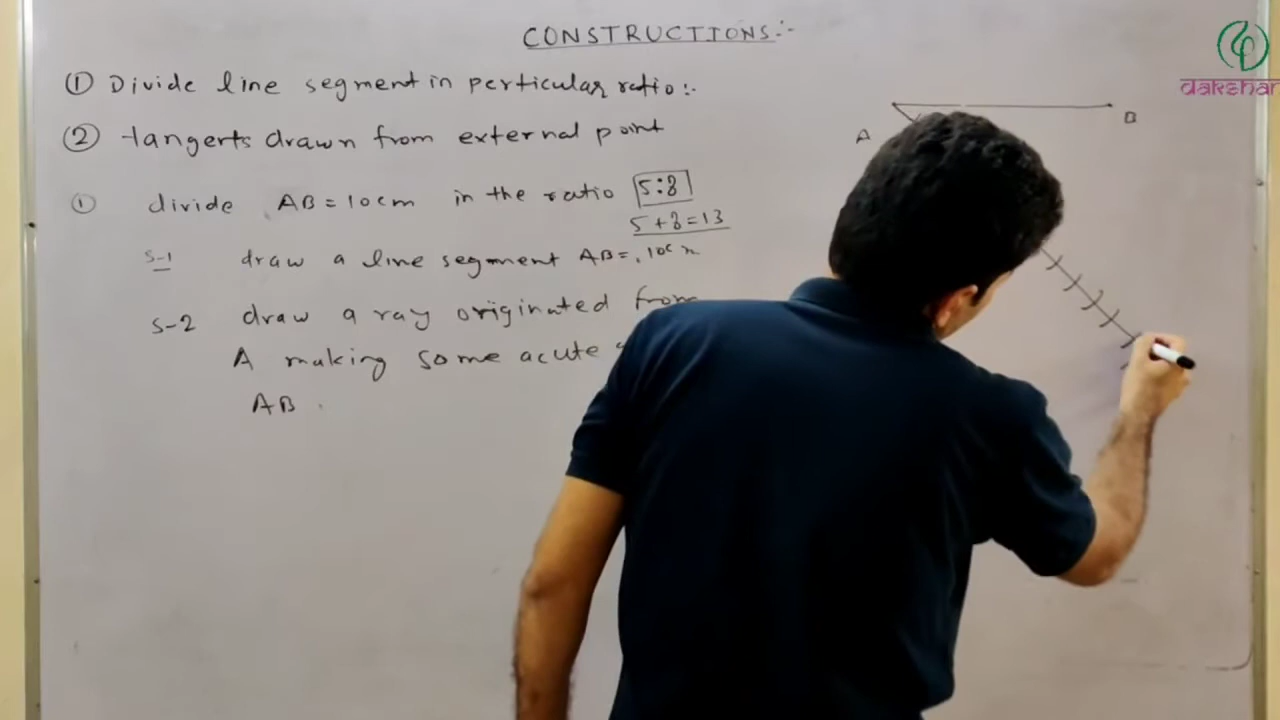 CONSTRUCTIONS:-
① Divide line segment in perticular ratio:-
② tangerts drawn from external point
① divide AB = 10cm in the ratio 5:8
5+8=13
S-1 draw a line segment AB = 10cm
S-2 draw a ray originated from
A making some acute
AB .
A
B
dakshan